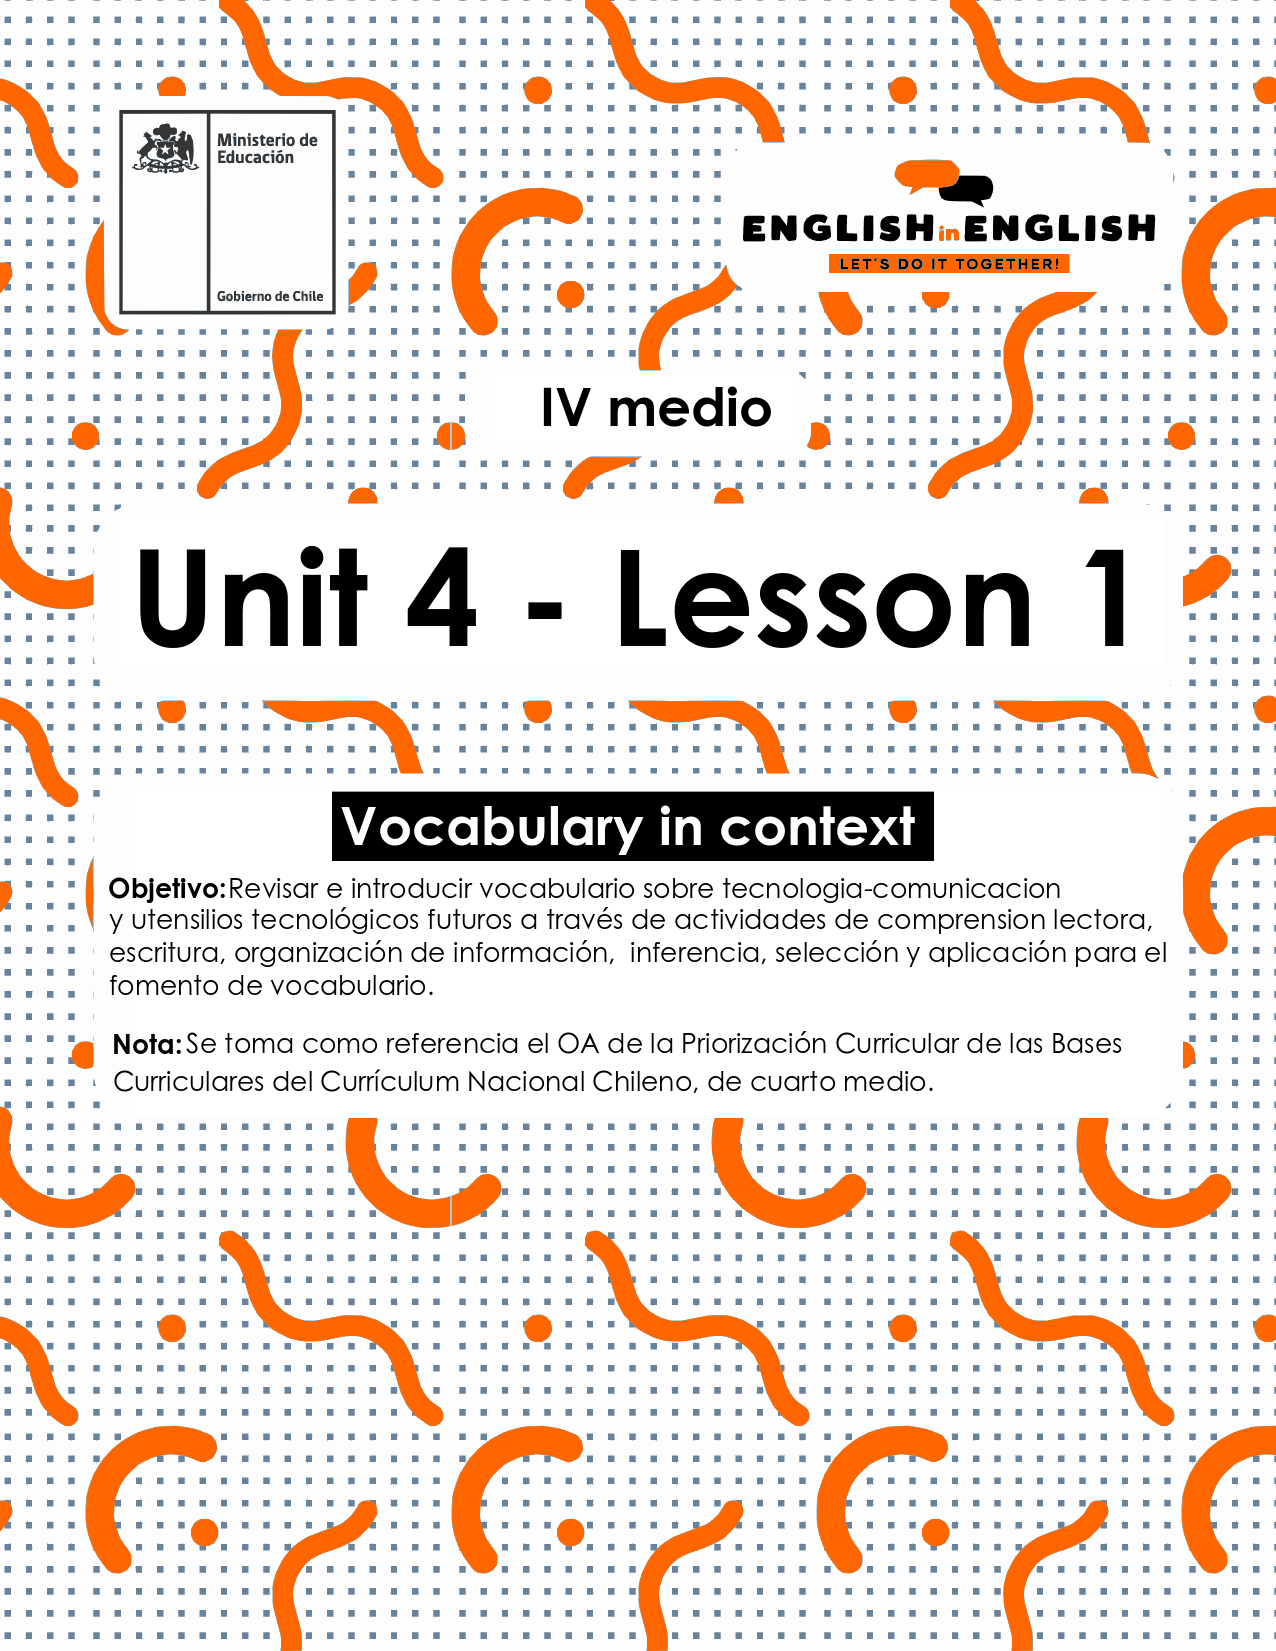 Ministerio de
Educación
Gobierno de Chile
ENGLISH in ENGLISH
LET´S DO IT TOGETHER!
IV medio
Unit 4 - Lesson 1
Vocabulary in context
Objetivo: Revisar e introducir vocabulario sobre tecnologia-comunicacion
y utensilios tecnológicos futuros a través de actividades de comprension lectora,
escritura, organización de información, inferencia, selección y aplicación para el
fomento de vocabulario.
Nota: Se toma como referencia el OA de la Priorización Curricular de las Bases
Curriculares del Currículum Nacional Chileno, de cuarto medio.